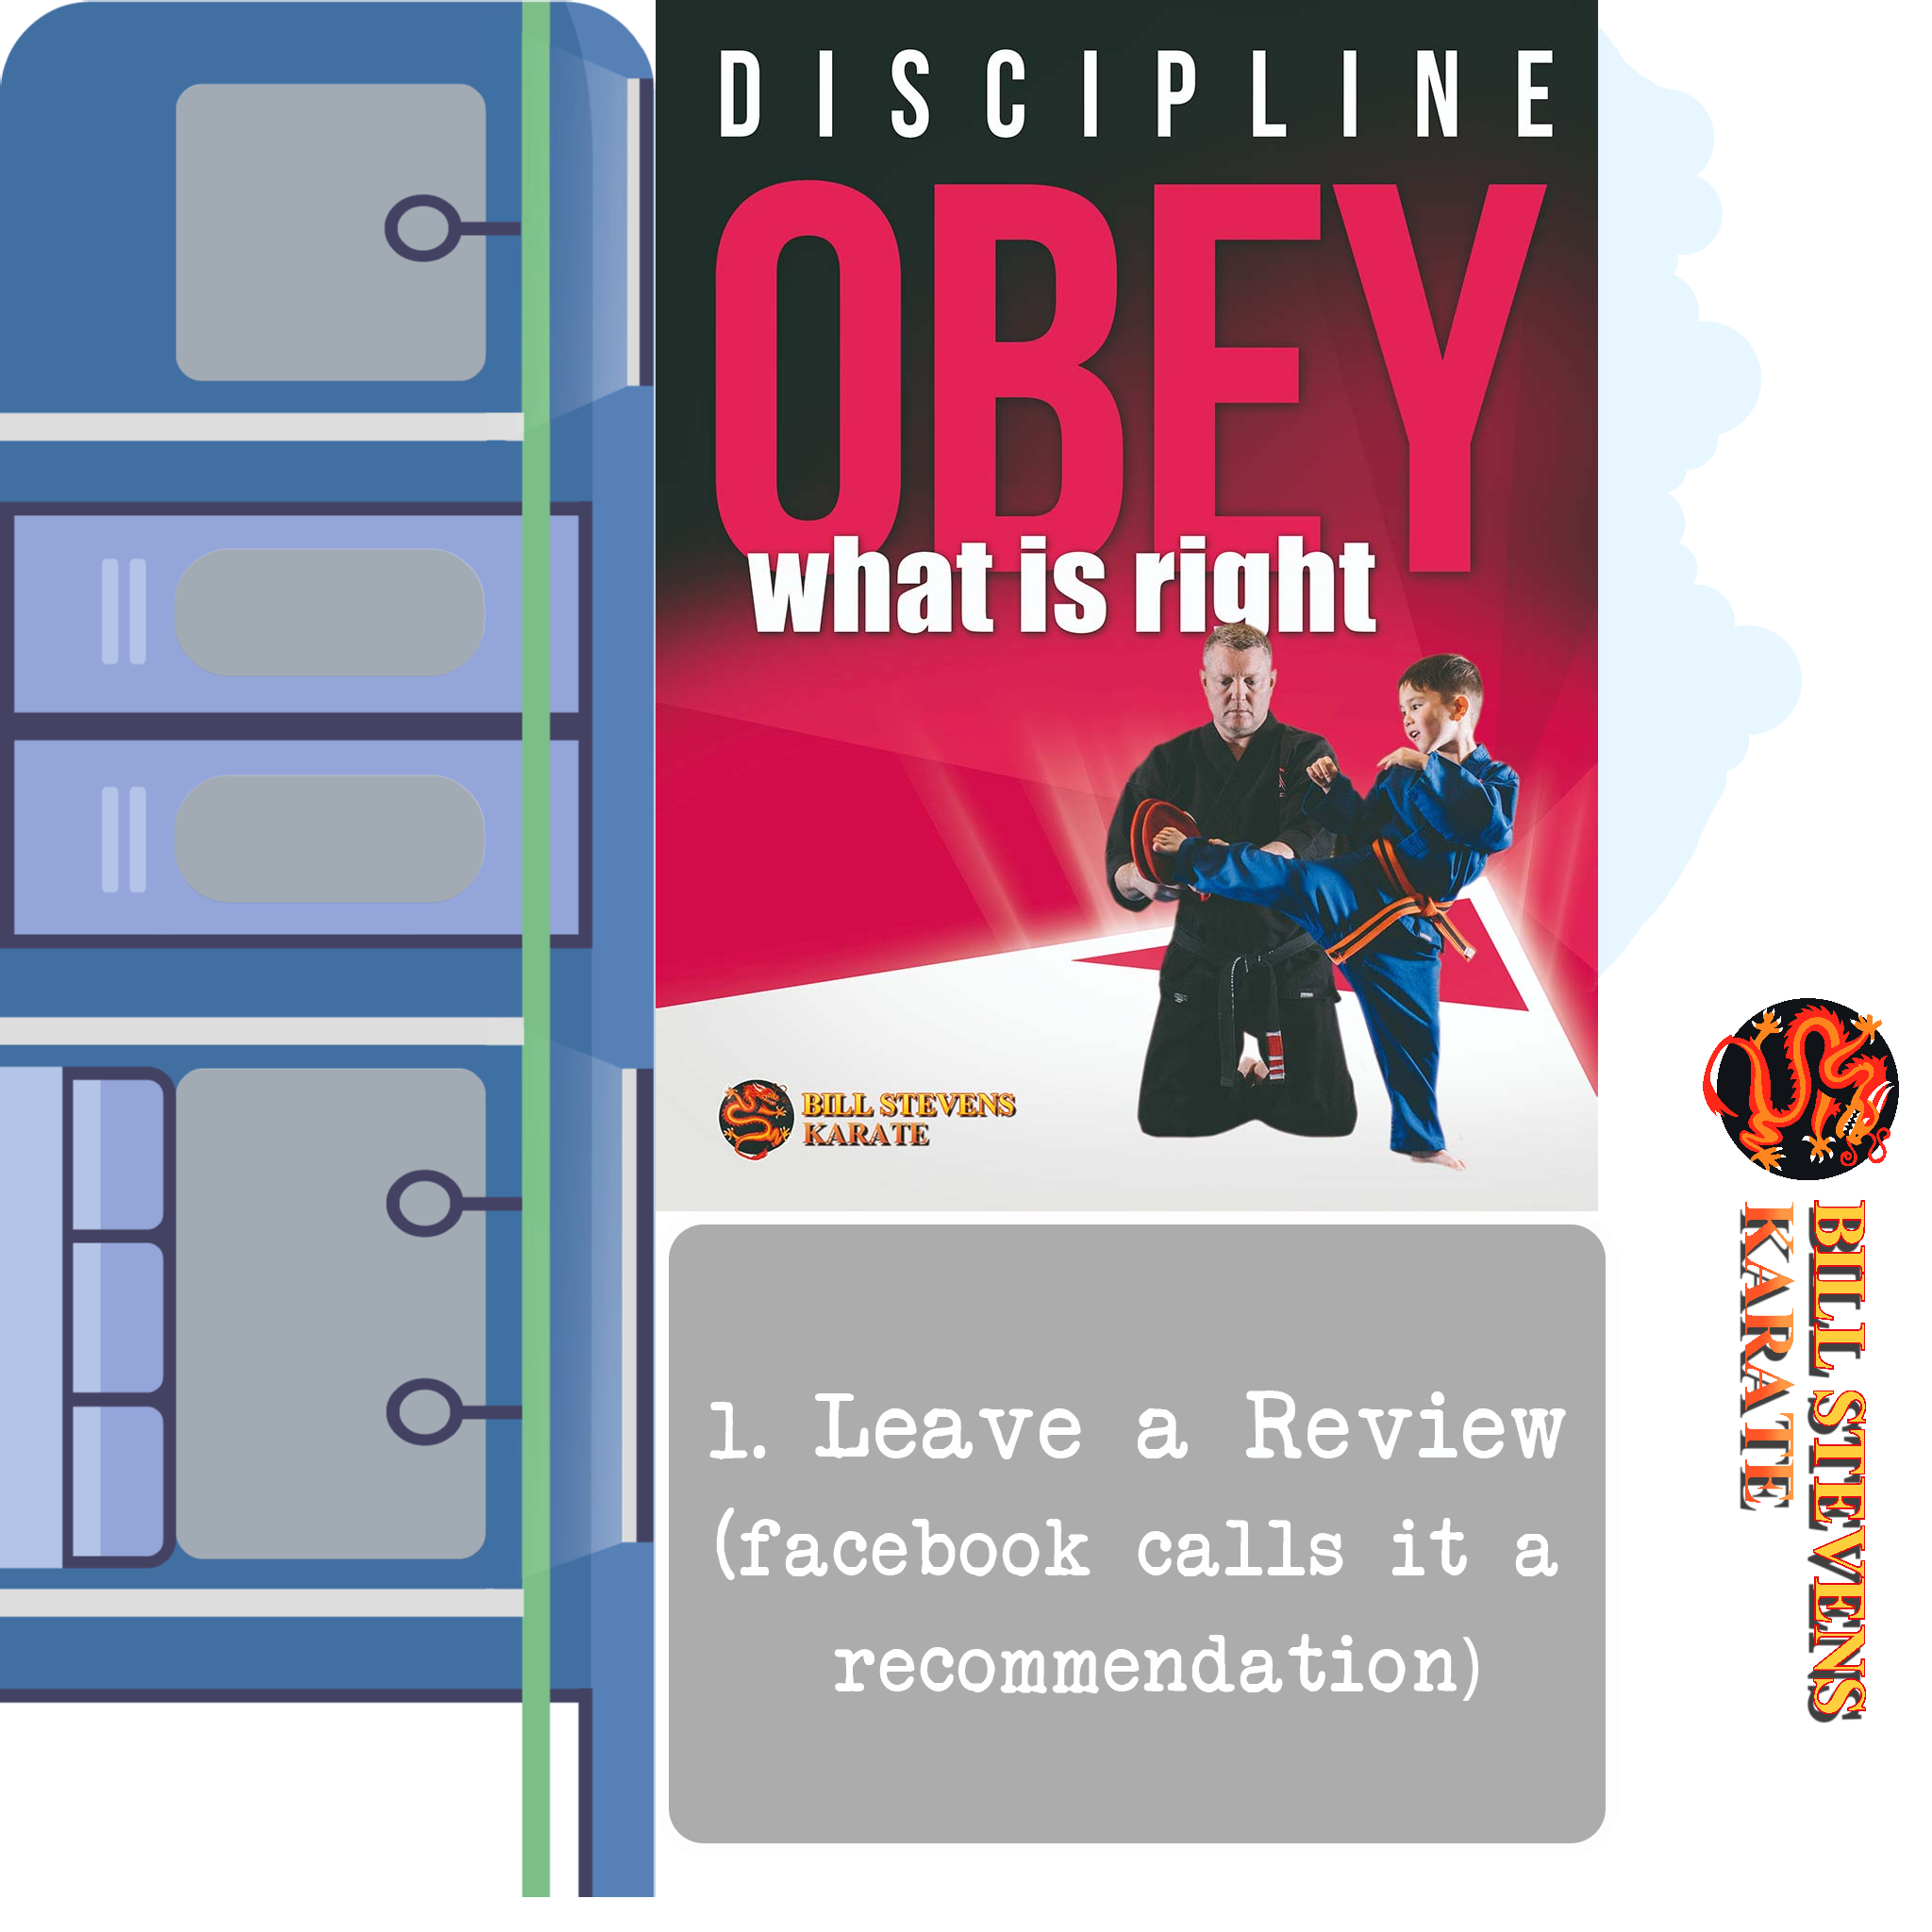 DISCIPLINE
OBEY
what is right
BILL STEVENS
KARATE
1. Leave a Review
(facebook calls it a
recommendation)
BILL STEVENS
KARATE